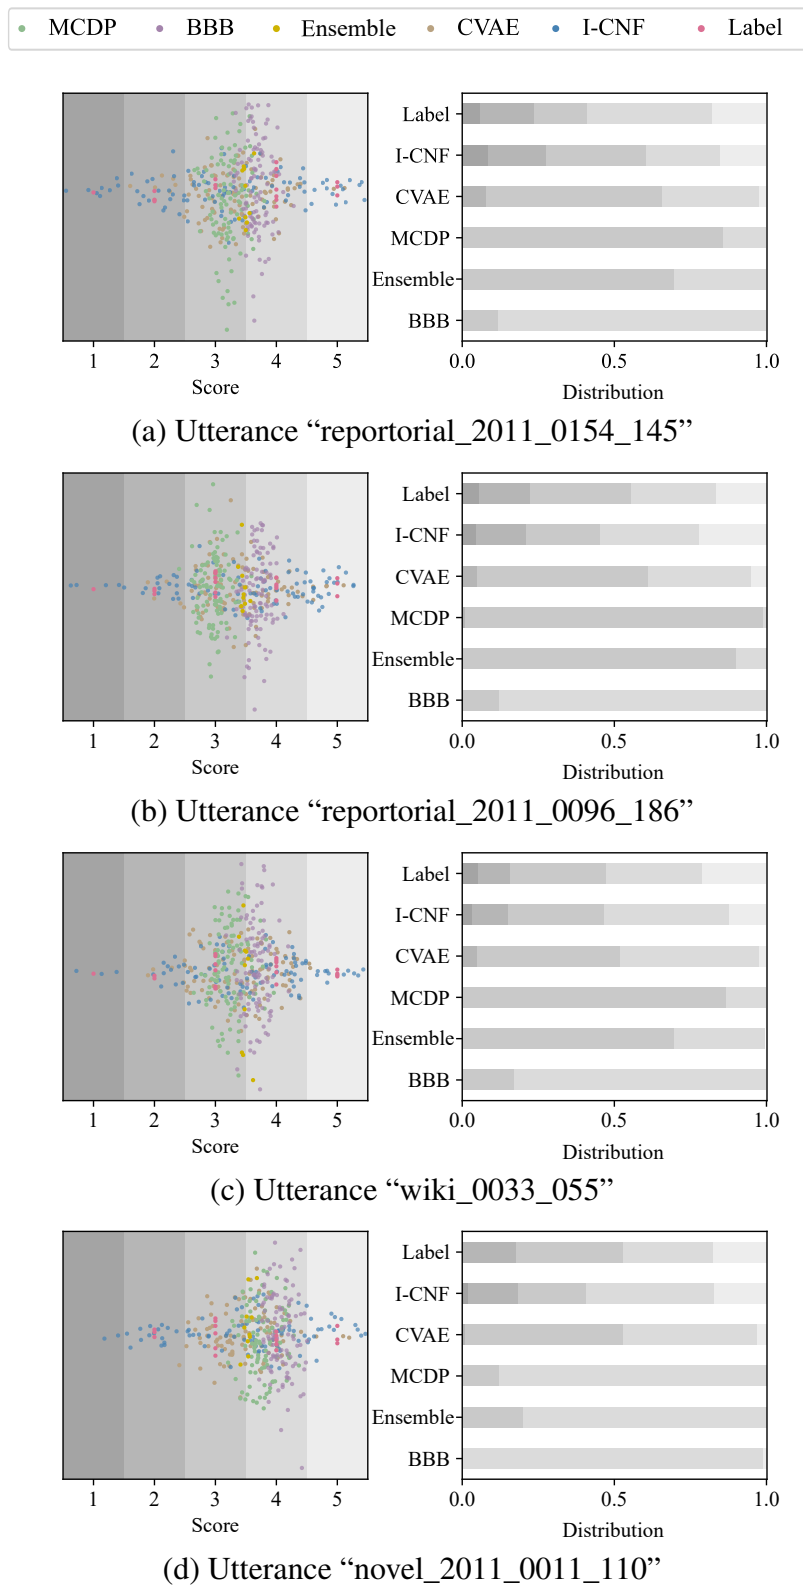 MCDP BBB Ensemble CVAE I-CNF Label
Label
I-CNF
CVAE
MCDP
Ensemble
BBB
1 2 3 4 5
0.0 0.5 1.0
Score
Distribution
(a) Utterance “reportorial_2011_0154_145”
Label
I-CNF
CVAE
MCDP
Ensemble
BBB
1 2 3 4 5
0.0 0.5 1.0
Score
Distribution
(b) Utterance “reportorial_2011_0096_186”
Label
I-CNF
CVAE
MCDP
Ensemble
BBB
1 2 3 4 5
0.0 0.5 1.0
Score
Distribution
(c) Utterance “wiki_0033_055”
Label
I-CNF
CVAE
MCDP
Ensemble
BBB
1 2 3 4 5
0.0 0.5 1.0
Score
Distribution
(d) Utterance “novel_2011_0011_110”